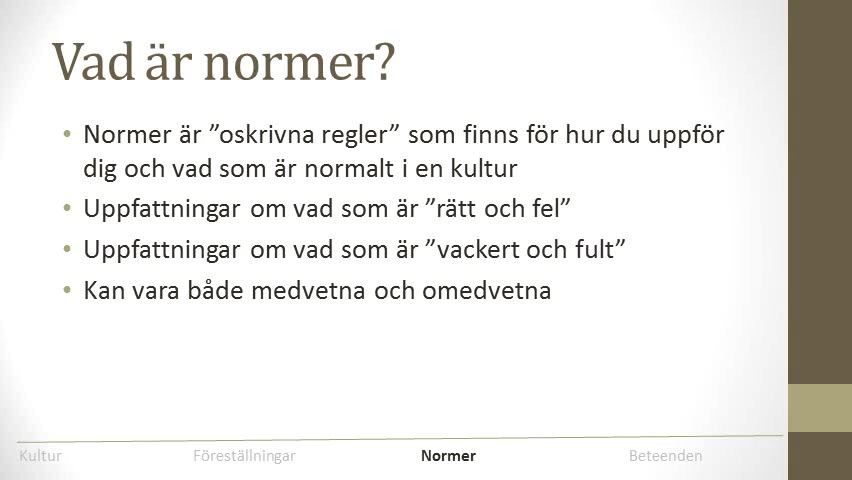 Vad är normer?
• Normer är ”oskrivna regler” som finns för hur du uppför
dig och vad som är normalt i en kultur
• Uppfattningar om vad som är ”rätt och fel”
• Uppfattningar om vad som är ”vackert och fult”
• Kan vara både medvetna och omedvetna
Kultur Föreställningar Normer Beteenden